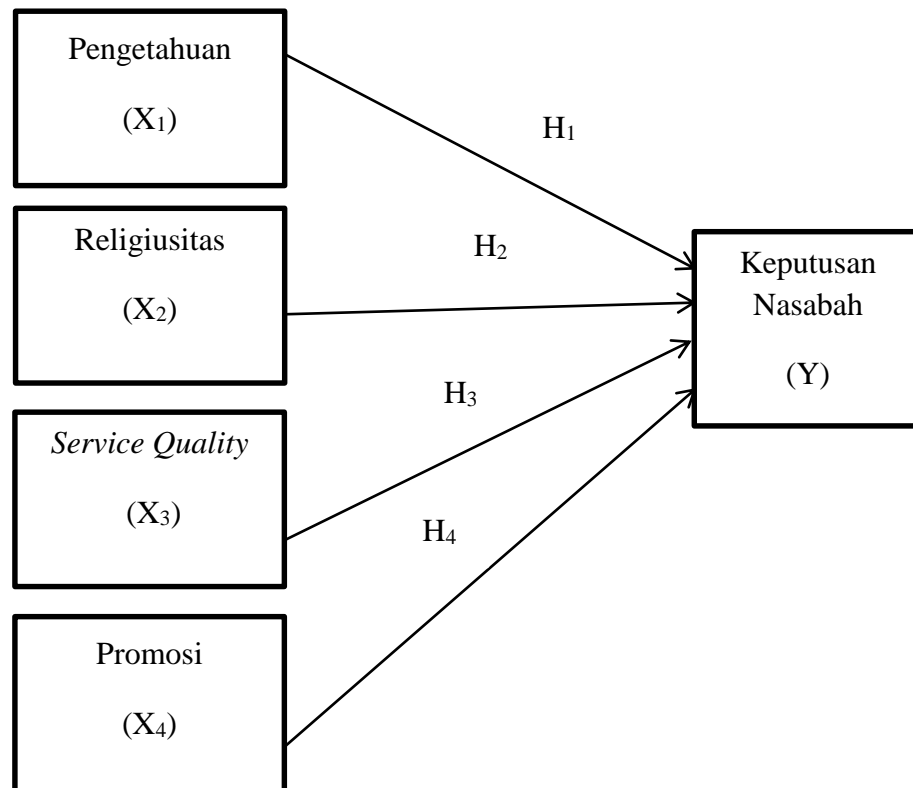 Pengetahuan
(X₁)
H₁
Religiusitas
(X₂)
H₂
Keputusan
Nasabah
(Y)
Service Quality
(X₃)
H₃
H₄
Promosi
(X₄)